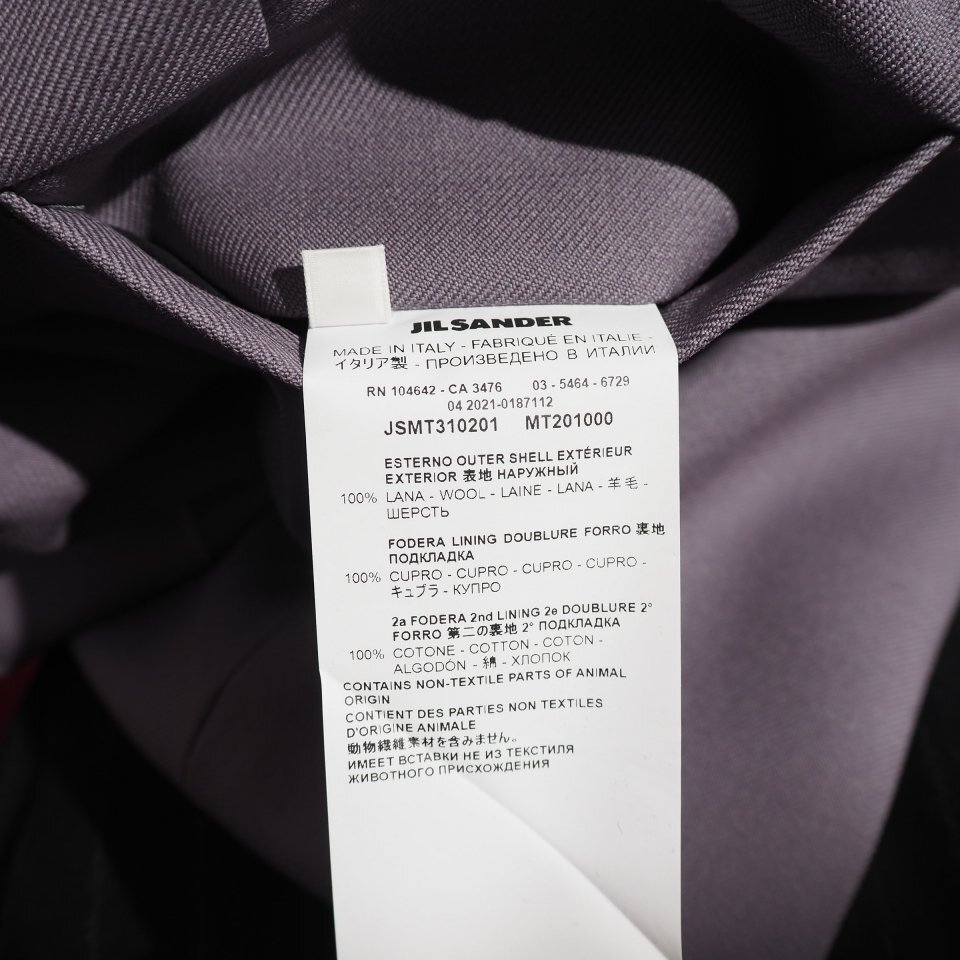 JIL SANDER
MADE IN ITALY - FABRIQUÉ EN ITALIE -
イタリア製 - ПРОИЗВЕДЕНО В ИТАЛИИ
RN 104642 - CA 3476 03 - 5464 - 6729
04 2021-0187112
JSMT310201 MT201000
ESTERNO OUTER SHELL EXTÉRIEUR
EXTERIOR 表地 НАРУЖНЫЙ
100% LANA - WOOL - LAINE - LANA - 羊毛 -
ШЕРСТЬ
FODERA LINING DOUBLURE FORRO 裏地
ПОДКЛАДКА
100% CUPRO - CUPRO - CUPRO - CUPRO -
キュプラ - КУПРО
2a FODERA 2nd LINING 2e DOUBLURE 2°
FORRO 第二の裏地 2° ПОДКЛАДКА
100% COTONE - COTTON - COTON -
ALGODÓN - 綿 - ХЛОПОК
CONTAINS NON-TEXTILE PARTS OF ANIMAL
ORIGIN
CONTIENT DES PARTIES NON TEXTILES
D'ORIGINE ANIMALE
動物繊維素材を含みません。
ИМЕЕТ ВСТАВКИ НЕ ИЗ ТЕКСТИЛЯ
ЖИВОТНОГО ПРИСХОЖДЕНИЯ